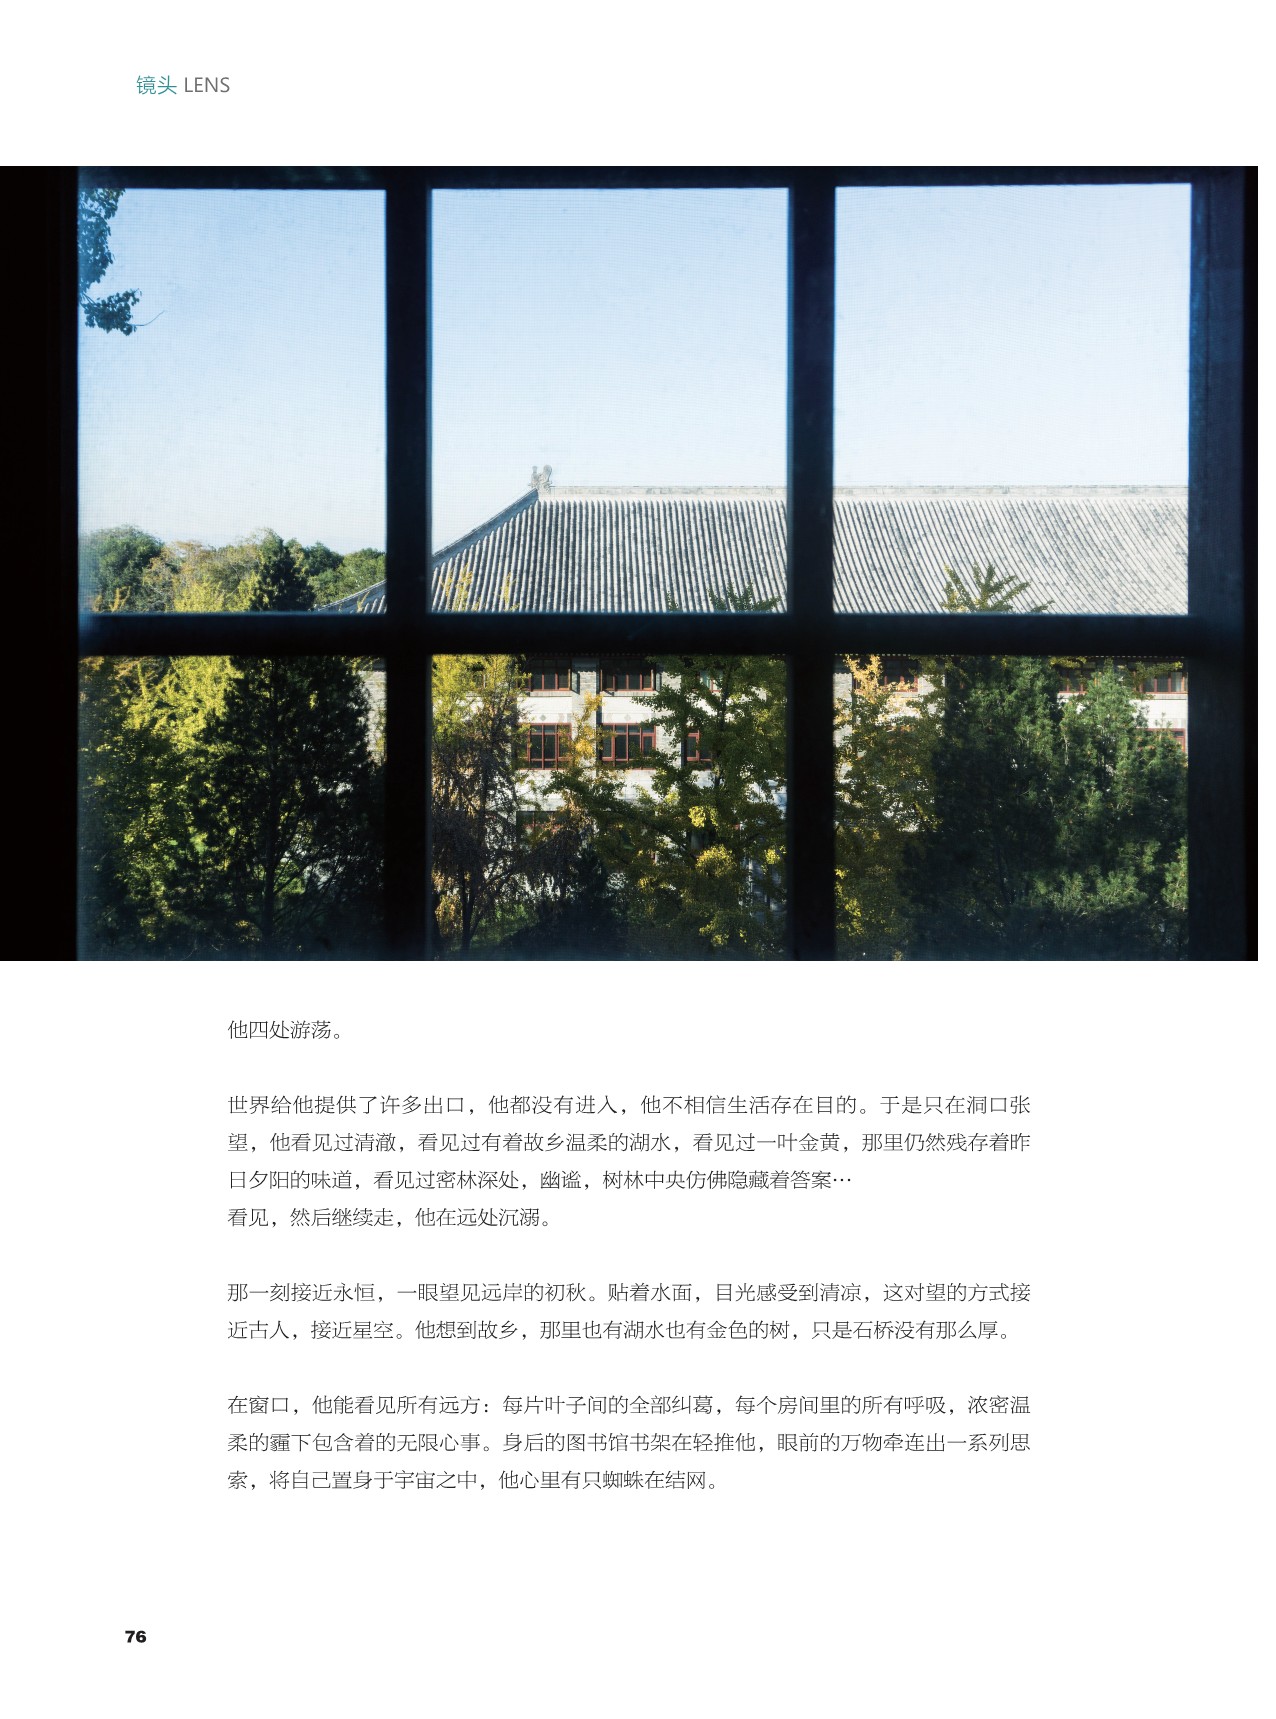 镜头 LENS
他四处游荡。
世界给他提供了许多出口，他都没有进入，他不相信生活存在目的。于是只在洞口张
望，他看见过清澈，看见过有着故乡温柔的湖水，看见过一叶金黄，那里仍然残存着昨
日夕阳的味道，看见过密林深处，幽谧，树林中央仿佛隐藏着答案…
看见，然后继续走，他在远处沉溺。
那一刻接近永恒，一眼望见远岸的初秋。贴着水面，目光感受到清凉，这对望的方式接
近古人，接近星空。他想到故乡，那里也有湖水也有金色的树，只是石桥没有那么厚。
在窗口，他能看见所有远方：每片叶子间的全部纠葛，每个房间里的所有呼吸，浓密温
柔的霾下包含着的无限心事。身后的图书馆书架在轻推他，眼前的万物牵连出一系列思
索，将自己置身于宇宙之中，他心里有只蜘蛛在结网。
76